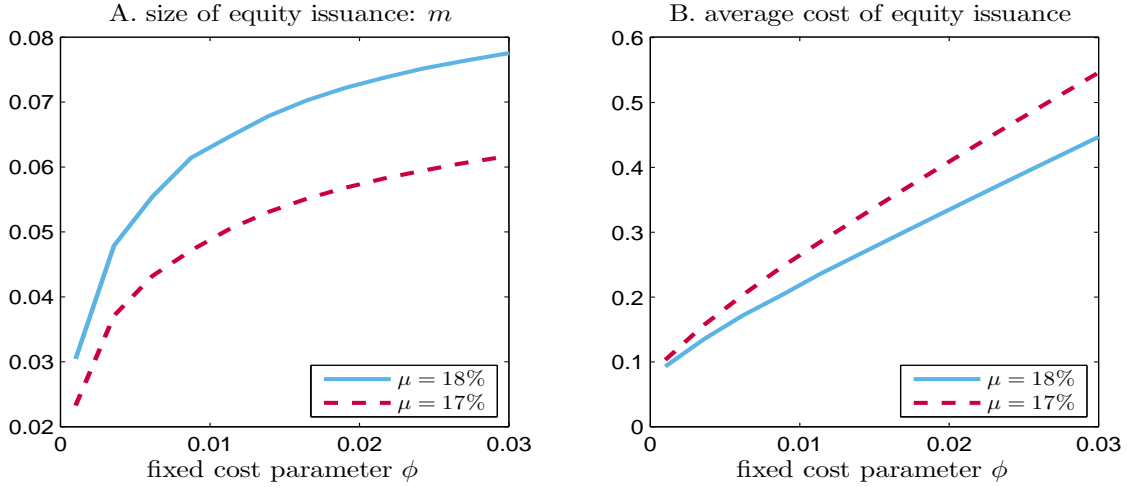 A. size of equity issuance: m
0.08
0.07
0.06
0.05
0.04
0.03
0.02
0
0.01
0.02
0.03
μ = 18%
μ = 17%
fixed cost parameter ϕ
B. average cost of equity issuance
0.6
0.5
0.4
0.3
0.2
0.1
0
0
0.01
0.02
0.03
μ = 18%
μ = 17%
fixed cost parameter ϕ